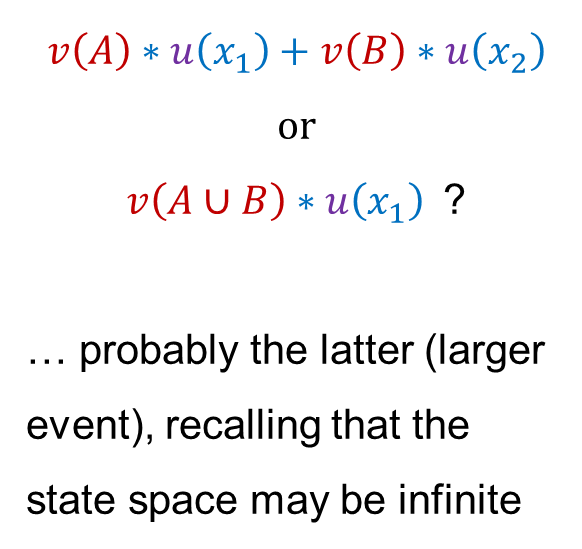 v(A) * u(x₁) + v(B) * u(x₂)
or
v(A ∪ B) * u(x₁) ?
… probably the latter (larger
event), recalling that the
state space may be infinite